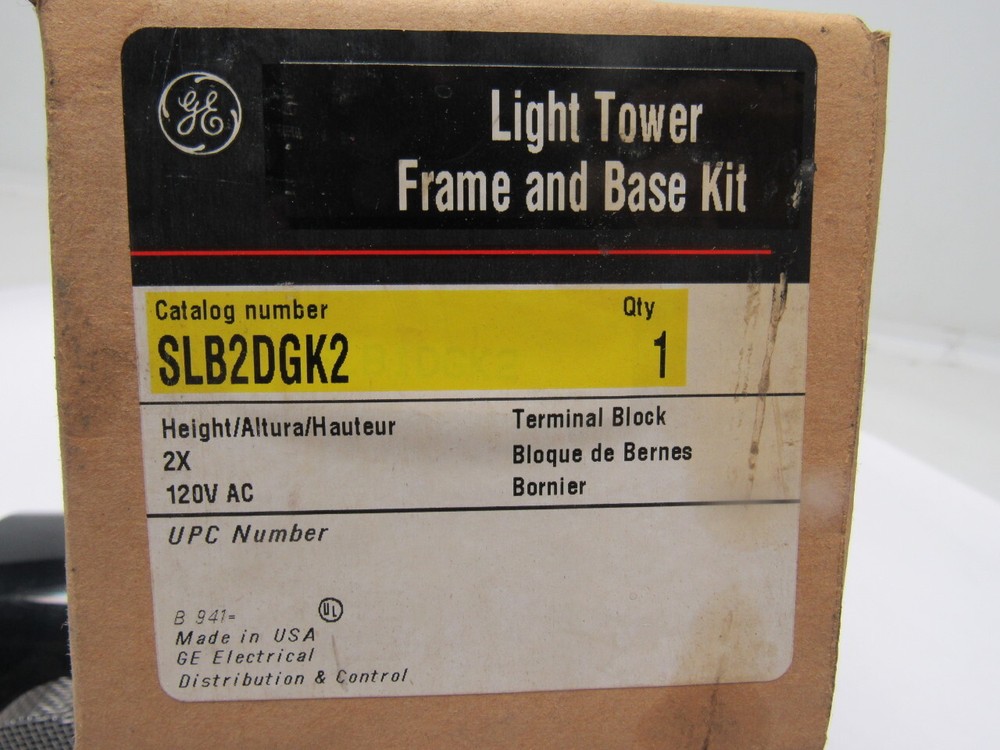 GE
Light Tower
Frame and Base Kit
Catalog number Qty
SLB2DGK2 1
Height/Altura/Hauteur Terminal Block
2X Bloque de Bernes
120V AC Bornier
UPC Number
B 941=
UL
Made in USA
GE Electrical
Distribution & Control